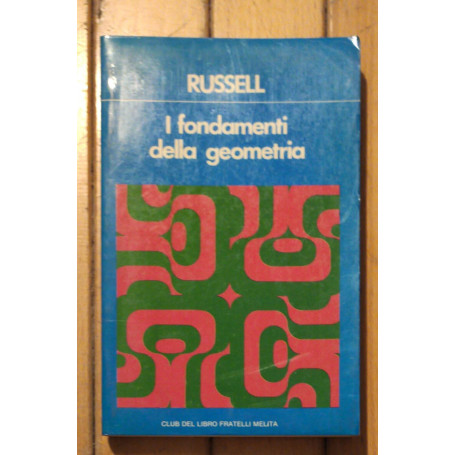 RUSSELL
I fondamenti
della geometria
CLUB DEL LIBRO FRATELLI MELITA